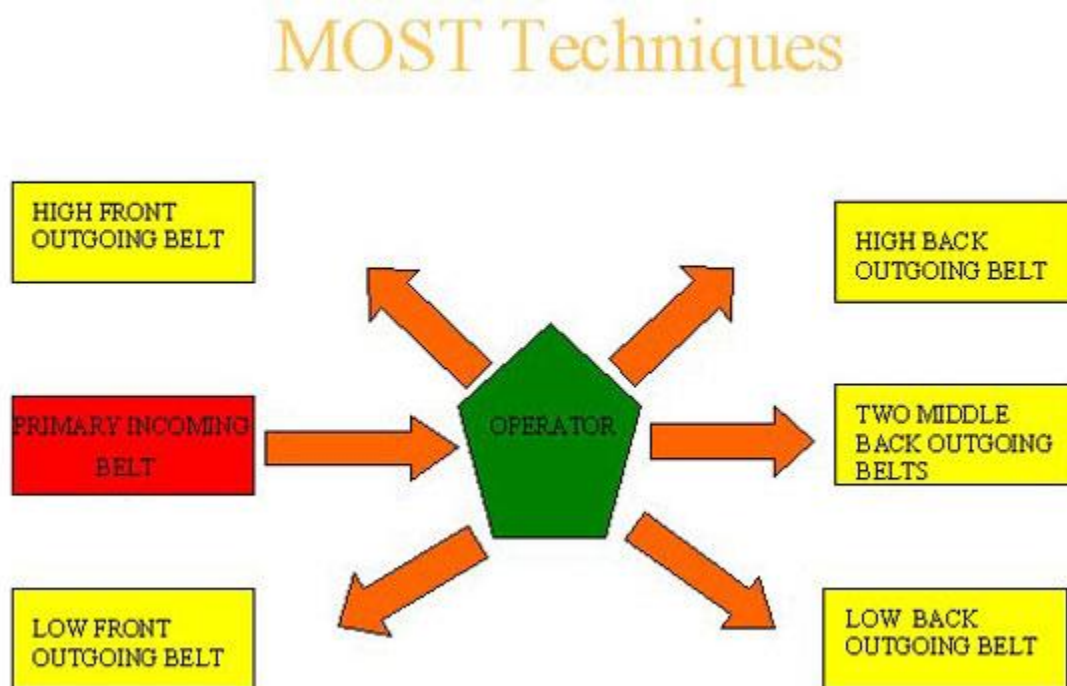 MOST Techniques
HIGH FRONT
OUTGOING BELT
HIGH BACK
OUTGOING BELT
PRIMARY INCOMING
BELT
OPERATOR
TWO MIDDLE
BACK OUTGOING
BELTS
LOW FRONT
OUTGOING BELT
LOW BACK
OUTGOING BELT